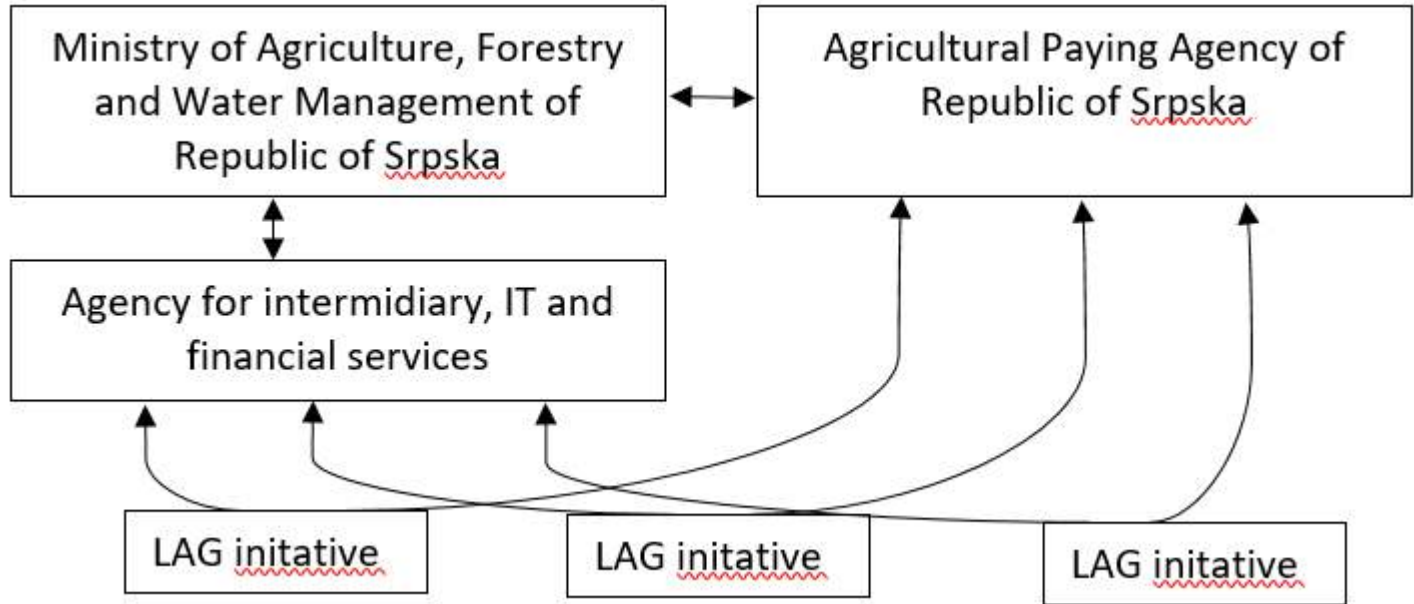 Ministry of Agriculture, Forestry
and Water Management of
Republic of Srpska
Agricultural Paying Agency of
Republic of Srpska
Agency for intermidiary, IT and
financial services
LAG initative
LAG initative
LAG initative